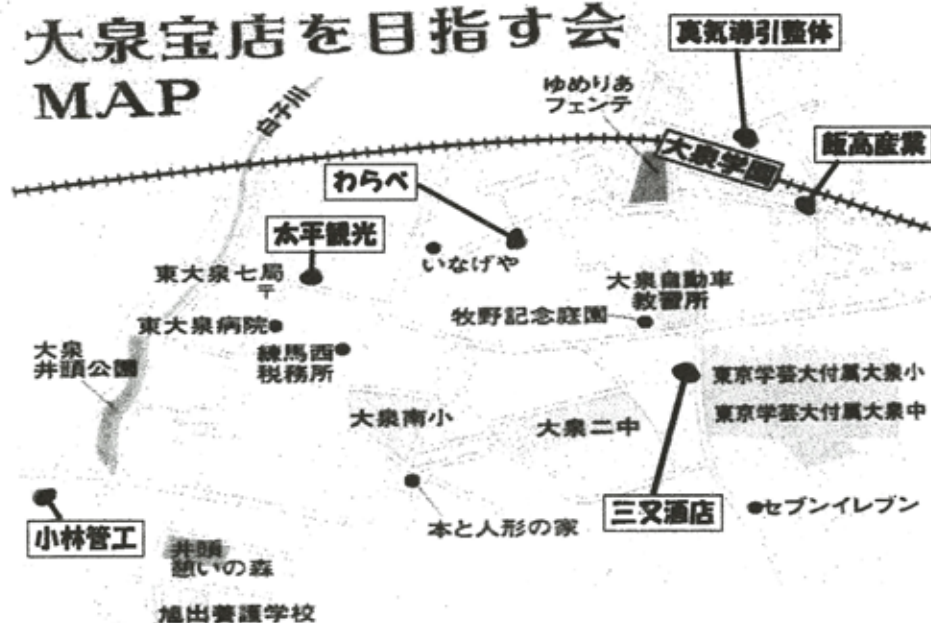 大泉宝店を目指す会
MAP
真気導引整体
ゆめりあ
フェンテ
白子川
大泉学園
飯高産業
わらべ
太平観光
いなげや
東大泉七局
〒
大泉自動車
教習所
牧野記念庭園
東大泉病院
練馬西
税務所
大泉
井頭公園
東京学芸大付属大泉小
東京学芸大付属大泉中
大泉南小
大泉二中
本と人形の家
三又酒店
セブンイレブン
小林管工
井頭
憩いの森
旭出養護学校